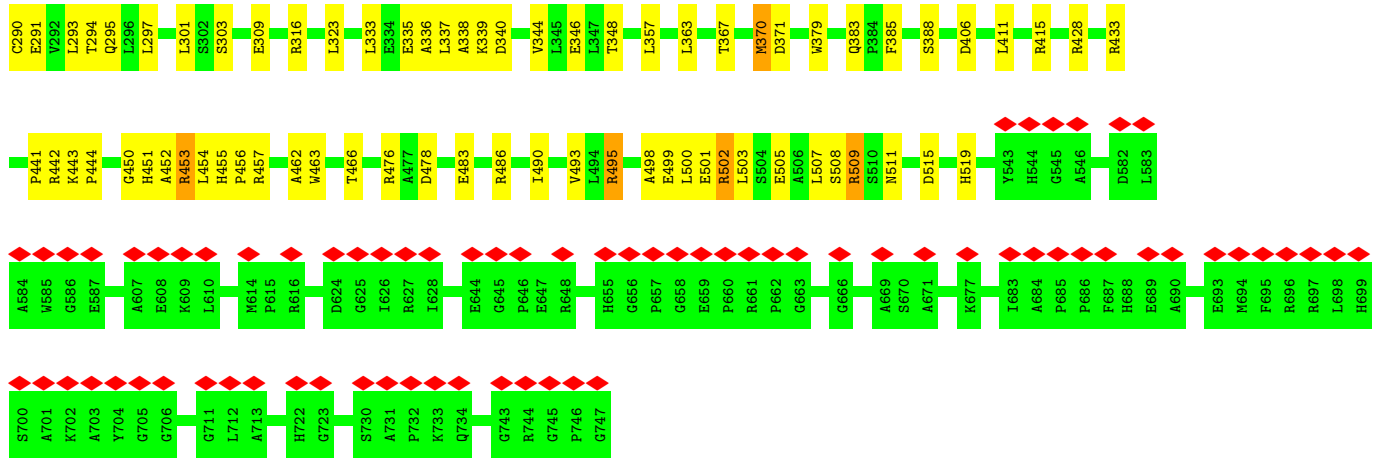 C290 E291 V292 L293 T294 Q295 L296 L297 L301 S302 S303 E309 R316 L323 L333 E334 E335 A336 L337 A338 K339 D340 V344 L345 E346 L347 T348 L357 L363 T367 M370 D371 W379 Q383 P384 F385 S388 D406 L411 R415 R428 R433
P441 R442 K443 P444 G450 H451 A452 R453 L454 H455 P456 R457 A462 W463 T466 R476 A477 D478 E483 R486 I490 V493 L494 R495 A498 E499 L500 E501 R502 L503 S504 E505 A506 L507 S508 R509 S510 N511 D515 H519 Y543 H544 G545 A546 D582 L583
A584 W585 G586 E587 A607 E608 K609 L610 M614 P615 R616 D624 G625 I626 R627 I628 E644 G645 P646 E647 R648 H655 G656 P657 G658 E659 P660 R661 P662 G663 G666 A669 S670 A671 K677 I683 A684 P685 P686 F687 H688 E689 A690 E693 M694 F695 R696 R697 L698 H699
S700 A701 K702 A703 Y704 G705 G706 G711 L712 A713 H722 G723 S730 A731 P732 K733 Q734 G743 R744 G745 P746 G747